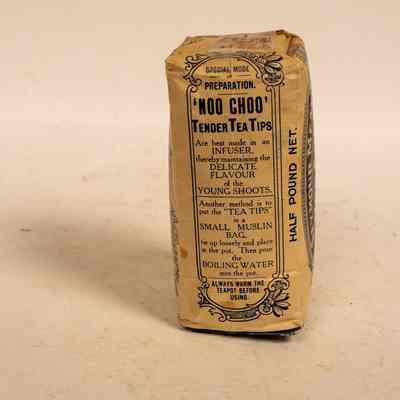 SPECIAL MODE
OF
PREPARATION.
'NOO CHOO'
TENDER TEA TIPS
Are best made in an
INFUSER,
thereby maintaining the
DELICATE
FLAVOUR
of the
YOUNG SHOOTS.
Another method is to
put the "TEA TIPS"
in a
SMALL MUSLIN
BAG,
tie up loosely and place
in the pot. Then pour
the
BOILING WATER
into the pot.
ALWAYS WARM THE
TEAPOT BEFORE
USING.
HALF POUND NET.